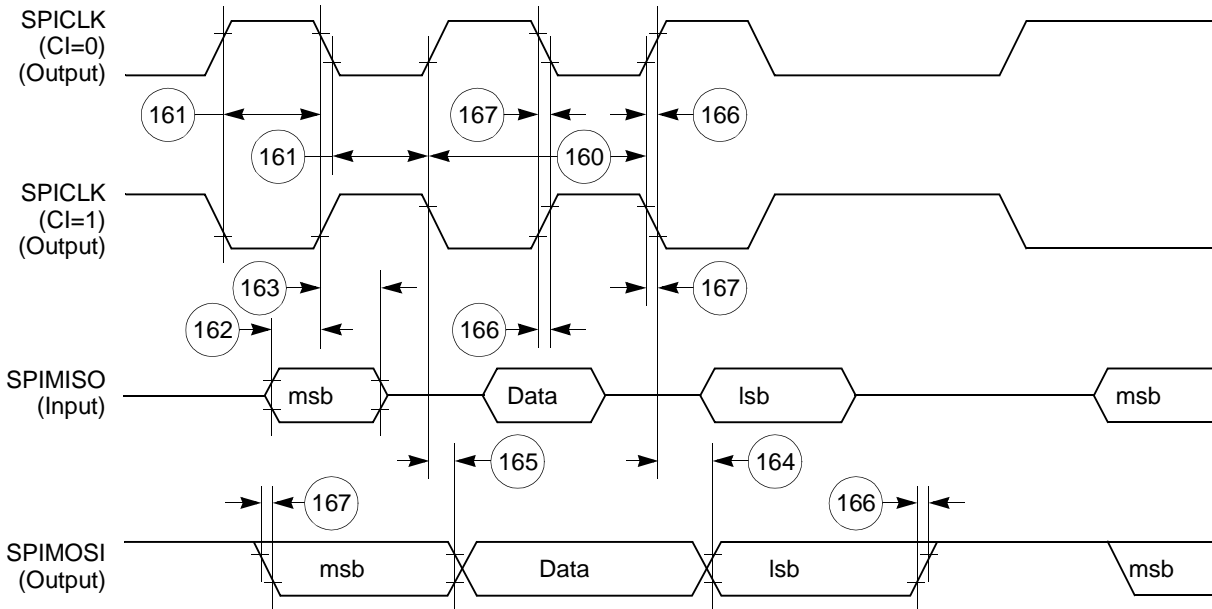 SPICLK
(CI=0)
(Output)
161
167
166
161
160
SPICLK
(CI=1)
(Output)
163
167
162
166
SPIMISO
(Input)
msb
Data
lsb
msb
165
164
167
166
SPIMOSI
(Output)
msb
Data
lsb
msb